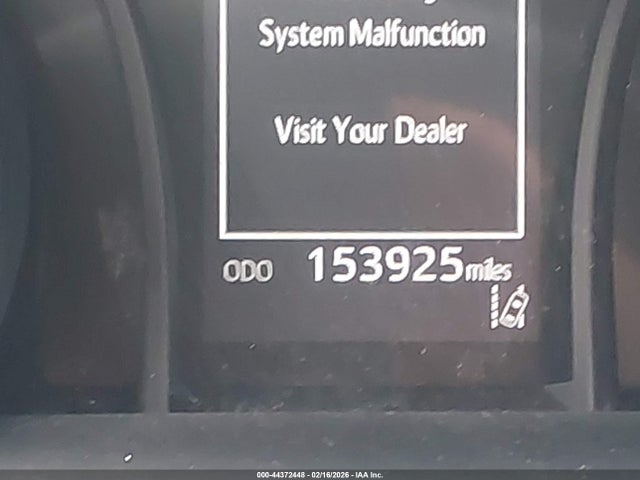 System Malfunction
Visit Your Dealer
ODO 153925 miles
000-44372448 - 02/16/2026 - IAA Inc.